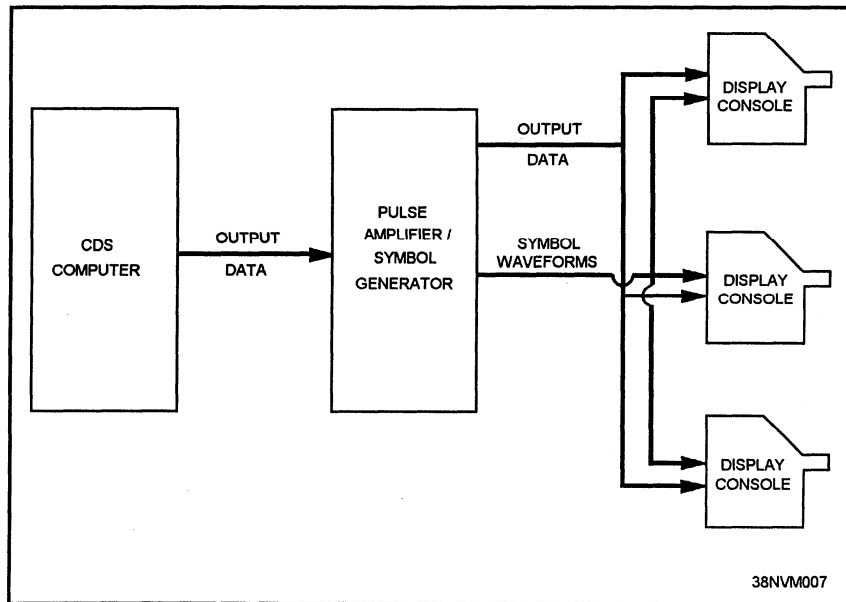 CDS
COMPUTER
OUTPUT
DATA
PULSE
AMPLIFIER /
SYMBOL
GENERATOR
OUTPUT
DATA
SYMBOL
WAVEFORMS
DISPLAY
CONSOLE
DISPLAY
CONSOLE
DISPLAY
CONSOLE
38NVM007